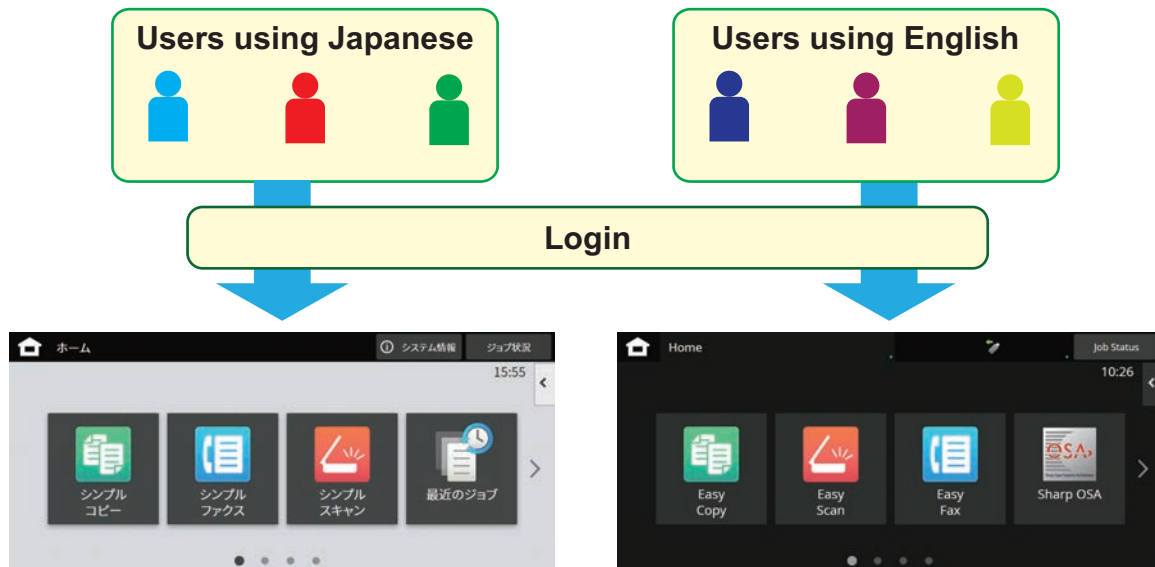 Users using Japanese
Users using English
Login
ホーム
システム情報
ジョブ状況
15:55
シンプル
コピー
シンプル
ファクス
シンプル
スキャン
最近のジョブ
Home
Job Status
10:26
Easy
Copy
Easy
Scan
Easy
Fax
OSA
Sharp OSA